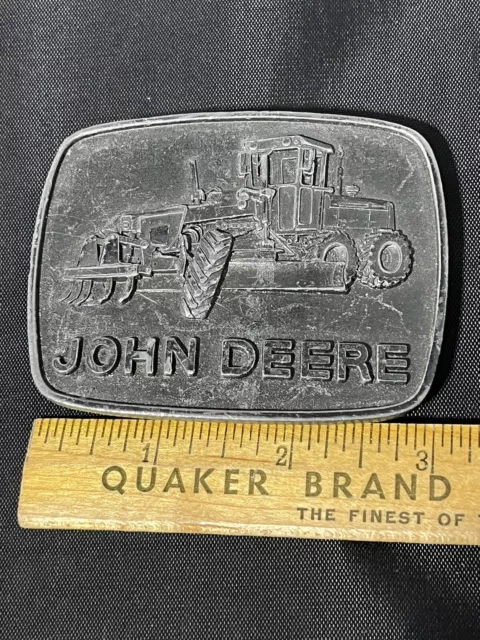 JOHN DEERE
1 2 3
QUAKER BRAND
THE FINEST OF